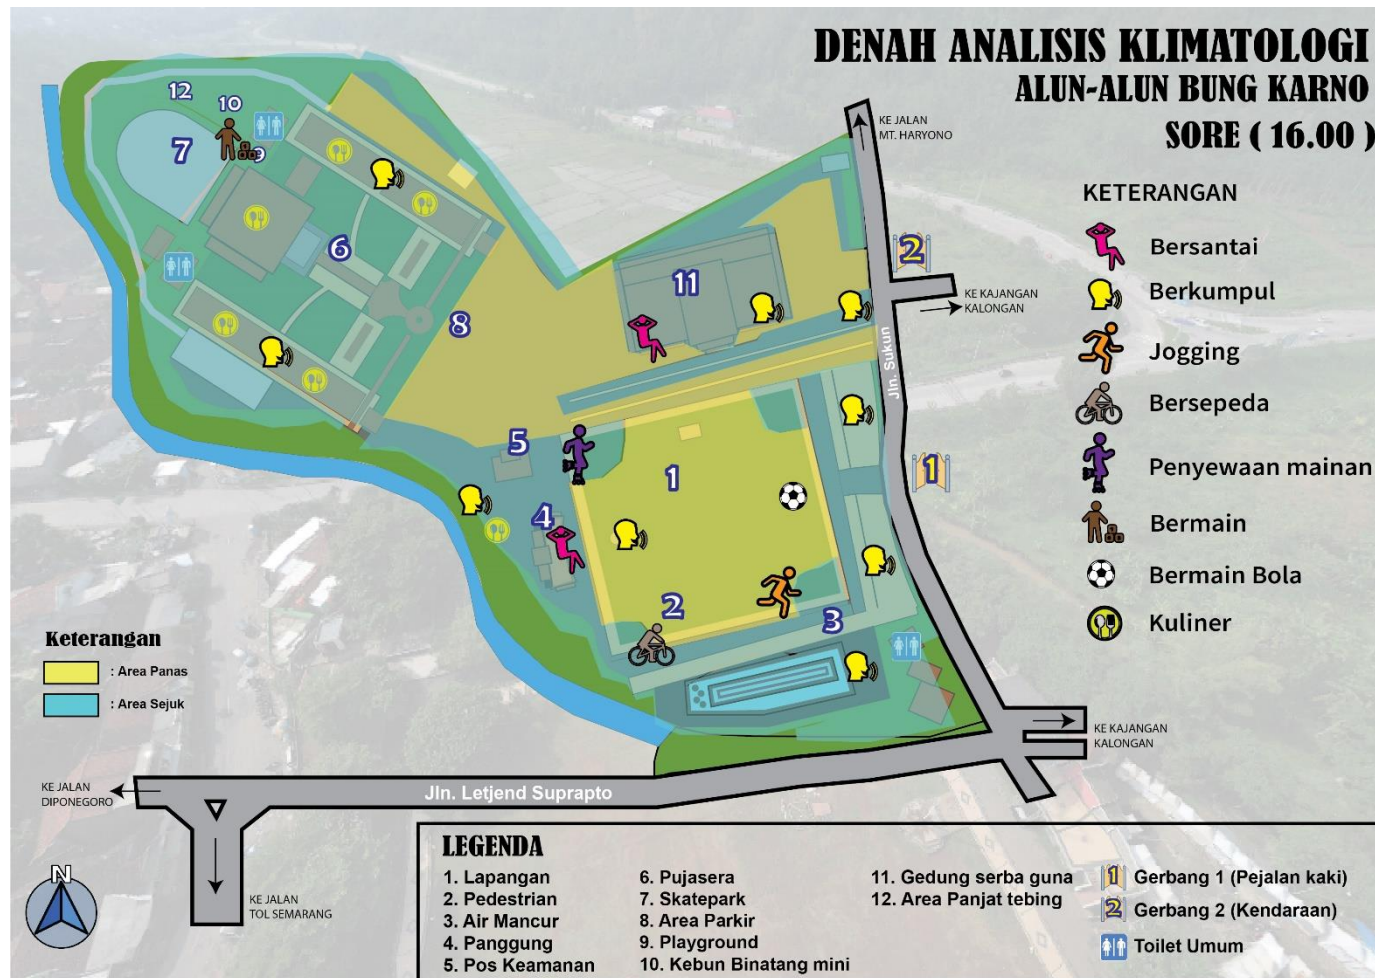 DENAH ANALISIS KLIMATOLOGI
ALUN-ALUN BUNG KARNO
SORE ( 16.00 )
KE JALAN
MT. HARYONO
KETERANGAN
Bersantai
Berkumpul
Jogging
Bersepeda
Penyewaan mainan
Bermain
Bermain Bola
Kuliner
12
10
7
9
6
8
11
2
KE KAJANGAN
KALONGAN
Jln. Sukun
5
1
1
4
2
3
Keterangan
: Area Panas
: Area Sejuk
KE KAJANGAN
KALONGAN
KE JALAN
DIPONEGORO
Jln. Letjend Suprapto
KE JALAN
TOL SEMARANG
N
LEGENDA
1. Lapangan
2. Pedestrian
3. Air Mancur
4. Panggung
5. Pos Keamanan
6. Pujasera
7. Skatepark
8. Area Parkir
9. Playground
10. Kebun Binatang mini
11. Gedung serba guna
12. Area Panjat tebing
1 Gerbang 1 (Pejalan kaki)
2 Gerbang 2 (Kendaraan)
Toilet Umum